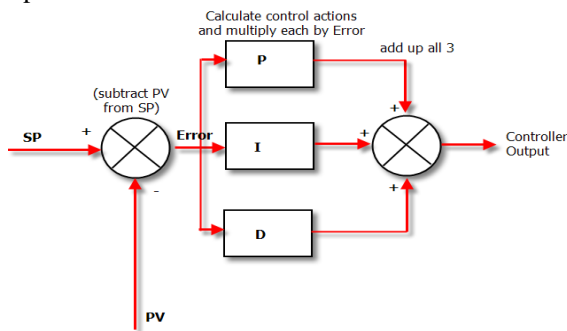 Calculate control actions
and multiply each by Error
P
add up all 3
(subtract PV
from SP)
+
SP
+
Error
I
+
Controller
Output
-
+
D
PV